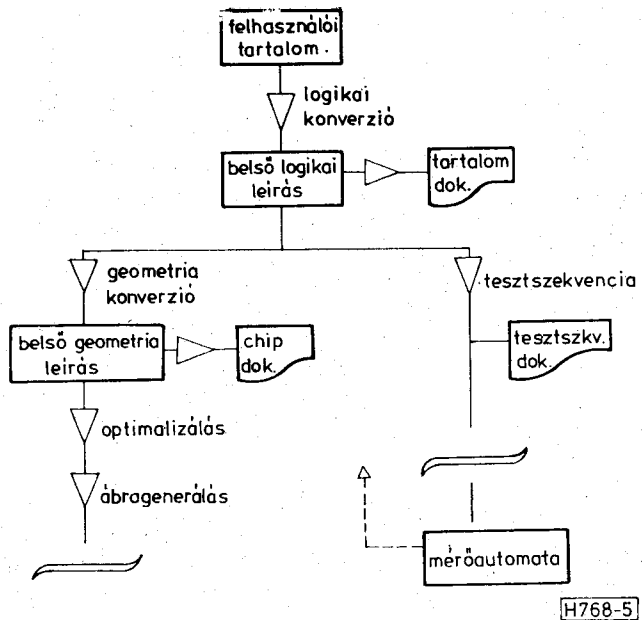 felhasználói
tartalom.
logikai
konverzió
belső logikai
leírás
tartalom
dok.
geometria
konverzió
tesztszekvencia
belső geometria
leírás
chip
dok.
tesztszkv.
dok.
optimalizálás
ábragenerálás
mérőautomata
H768-5